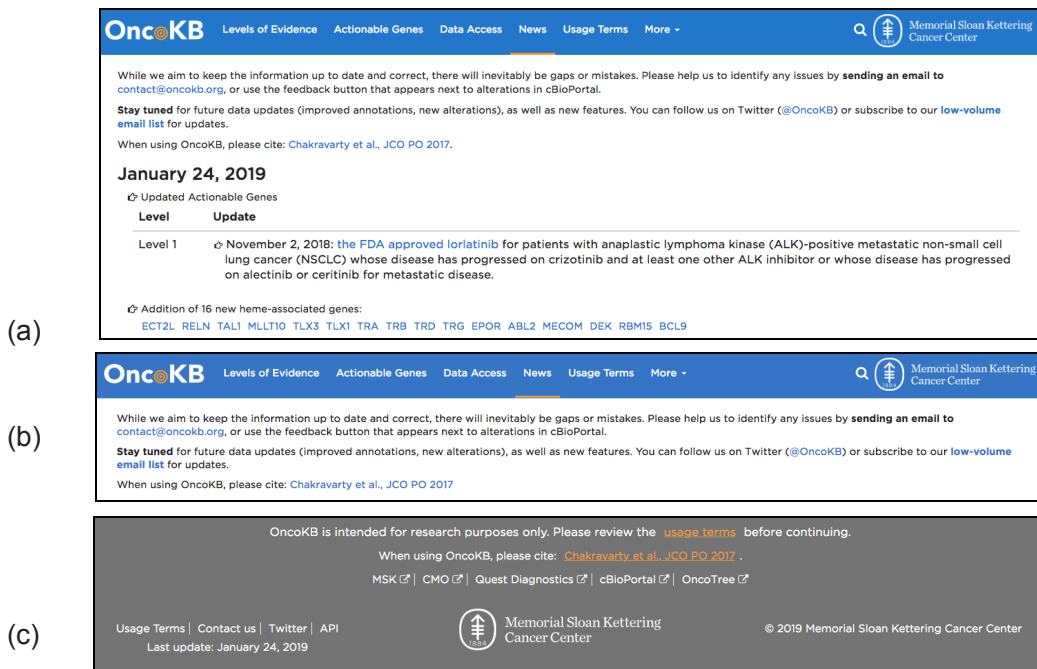 OncoKB Levels of Evidence Actionable Genes Data Access News Usage Terms More Memorial Sloan Kettering Cancer Center
While we aim to keep the information up to date and correct, there will inevitably be gaps or mistakes. Please help us to identify any issues by sending an email to
contact@oncokb.org, or use the feedback button that appears next to alterations in cBioPortal.
Stay tuned for future data updates (improved annotations, new alterations), as well as new features. You can follow us on Twitter (@OncoKB) or subscribe to our low-volume
email list for updates.
When using OncoKB, please cite: Chakravarty et al., JCO PO 2017.
January 24, 2019
Updated Actionable Genes
Level Update
Level 1 November 2, 2018: the FDA approved lorlatinib for patients with anaplastic lymphoma kinase (ALK)-positive metastatic non-small cell
lung cancer (NSCLC) whose disease has progressed on crizotinib and at least one other ALK inhibitor or whose disease has progressed
on alectinib or ceritinib for metastatic disease.
Addition of 16 new heme-associated genes:
(a) ECT2L RELN TAL1 MLLT10 TLX3 TLX1 TRA TRB TRD TRG EPOR ABL2 MECOM DEK RBM15 BCL9
OncoKB Levels of Evidence Actionable Genes Data Access News Usage Terms More Memorial Sloan Kettering Cancer Center
While we aim to keep the information up to date and correct, there will inevitably be gaps or mistakes. Please help us to identify any issues by sending an email to
(b) contact@oncokb.org, or use the feedback button that appears next to alterations in cBioPortal.
Stay tuned for future data updates (improved annotations, new alterations), as well as new features. You can follow us on Twitter (@OncoKB) or subscribe to our low-volume
email list for updates.
When using OncoKB, please cite: Chakravarty et al., JCO PO 2017
OncoKB is intended for research purposes only. Please review the usage terms before continuing.
When using OncoKB, please cite: Chakravarty et al., JCO PO 2017 .
MSK | CMO | Quest Diagnostics | cBioPortal | OncoTree
(c) Usage Terms | Contact us | Twitter | API
Last update: January 24, 2019
1884 Memorial Sloan Kettering
Cancer Center
© 2019 Memorial Sloan Kettering Cancer Center